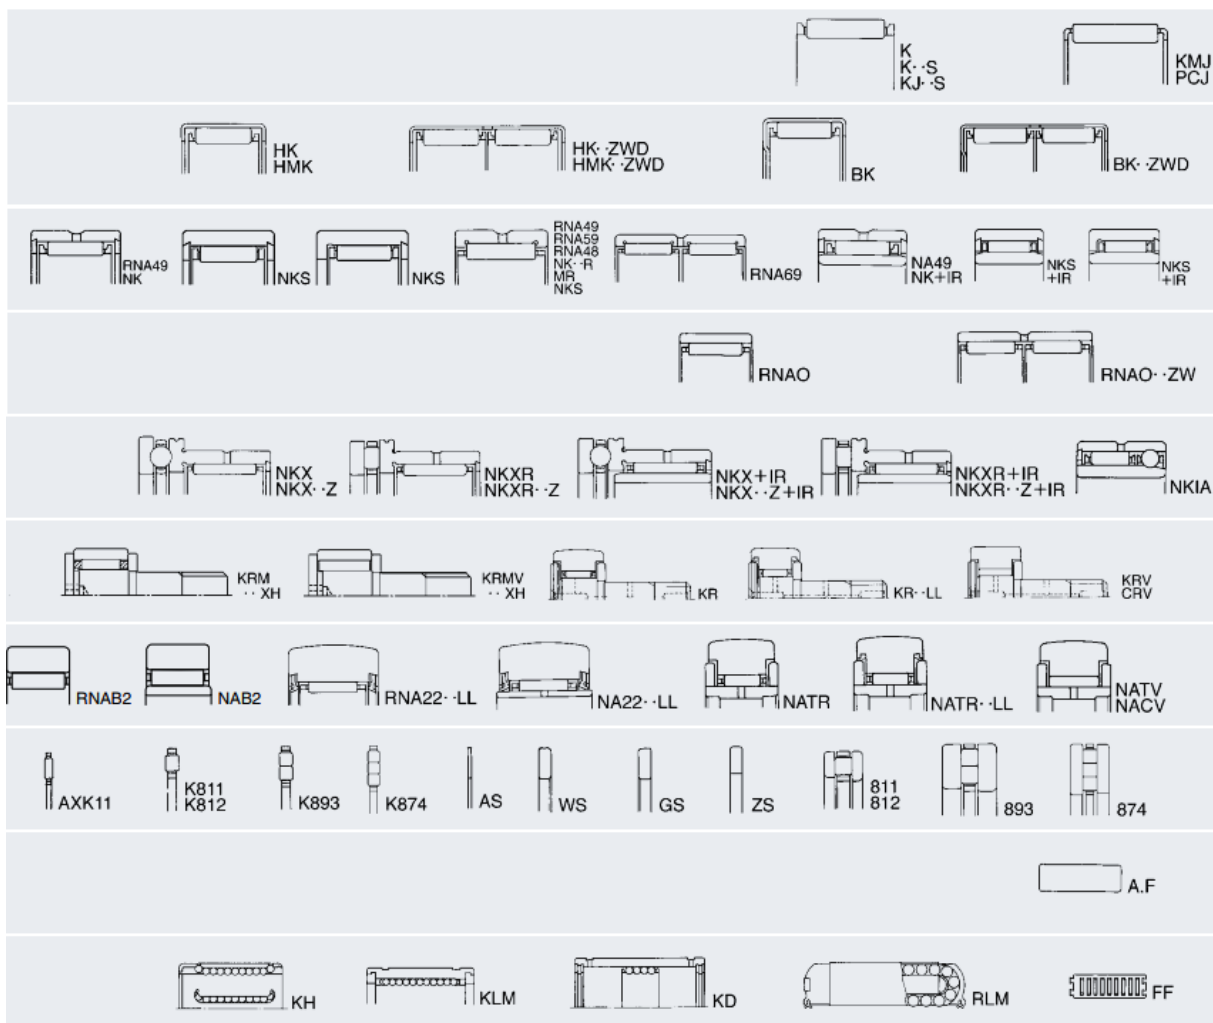 K
K··S
KJ··S
KMJ
PCJ
HK
HMK
HK··ZWD
HMK··ZWD
BK
BK··ZWD
RNA49
NK
NKS
NKS
RNA49
RNA59
RNA48
NK··R
MR
NKS
RNA69
NA49
NK+IR
NKS
+IR
NKS
+IR
RNAO
RNAO··ZW
NKX
NKX··Z
NKXR
NKXR··Z
NKX+IR
NKX··Z+IR
NKXR+IR
NKXR··Z+IR
NKIA
KRM
··XH
KRMV
··XH
KR
KR··LL
KRV
CRV
RNAB2
NAB2
RNA22··LL
NA22··LL
NATR
NATR··LL
NATV
NACV
AXK11
K811
K812
K893
K874
AS
WS
GS
ZS
811
812
893
874
A.F
KH
KLM
KD
RLM
FF